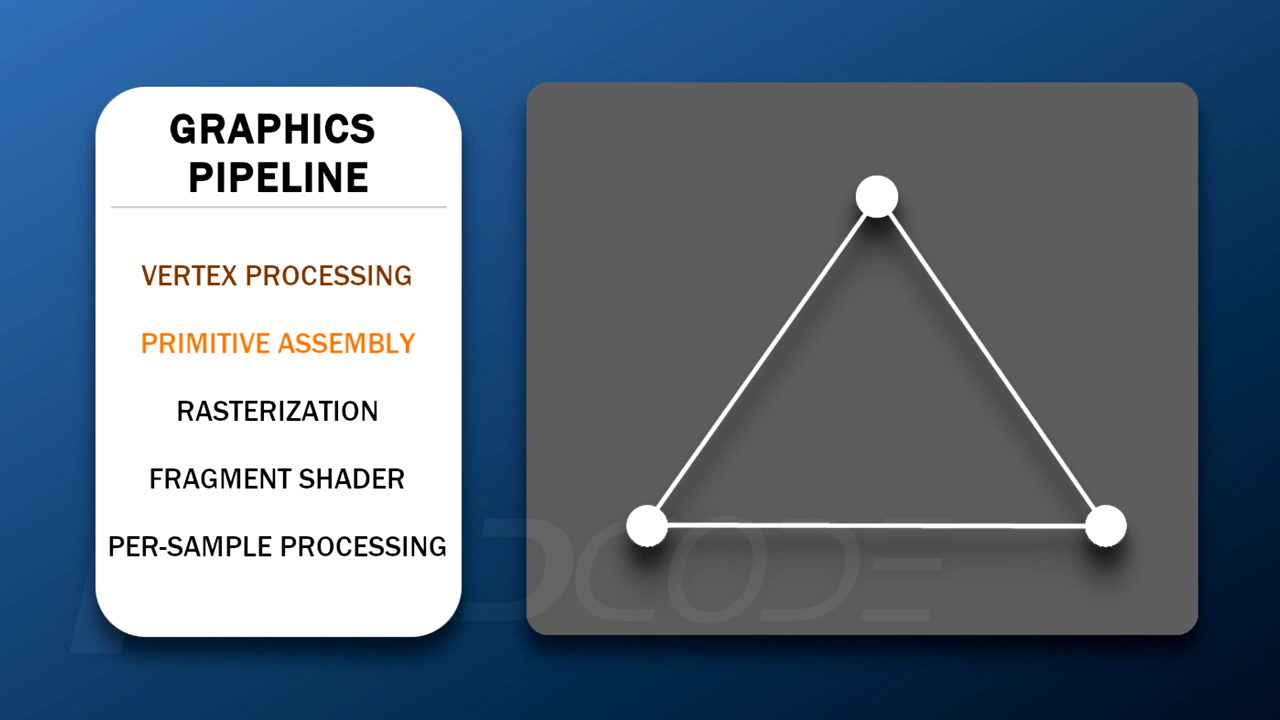 GRAPHICS
PIPELINE
VERTEX PROCESSING
PRIMITIVE ASSEMBLY
RASTERIZATION
FRAGMENT SHADER
PER-SAMPLE PROCESSING